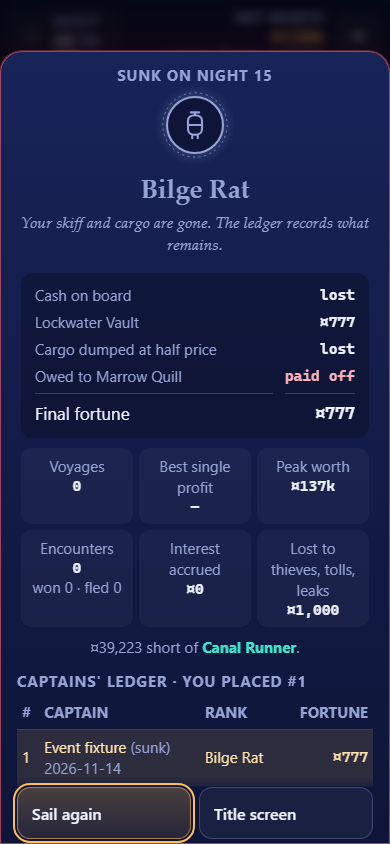 SUNK ON NIGHT 15
Bilge Rat
Your skiff and cargo are gone. The ledger records what
remains.
Cash on board lost
Lockwater Vault ¤777
Cargo dumped at half price lost
Owed to Marrow Quill paid off
Final fortune ¤777
Voyages
0
Best single
profit
—
Peak worth
¤137k
Encounters
0
won 0 · fled 0
Interest
accrued
¤0
Lost to
thieves, tolls,
leaks
¤1,000
¤39,223 short of Canal Runner.
CAPTAINS' LEDGER · YOU PLACED #1
# CAPTAIN RANK FORTUNE
1 Event fixture (sunk) Bilge Rat ¤777
2026-11-14
Sail again
Title screen